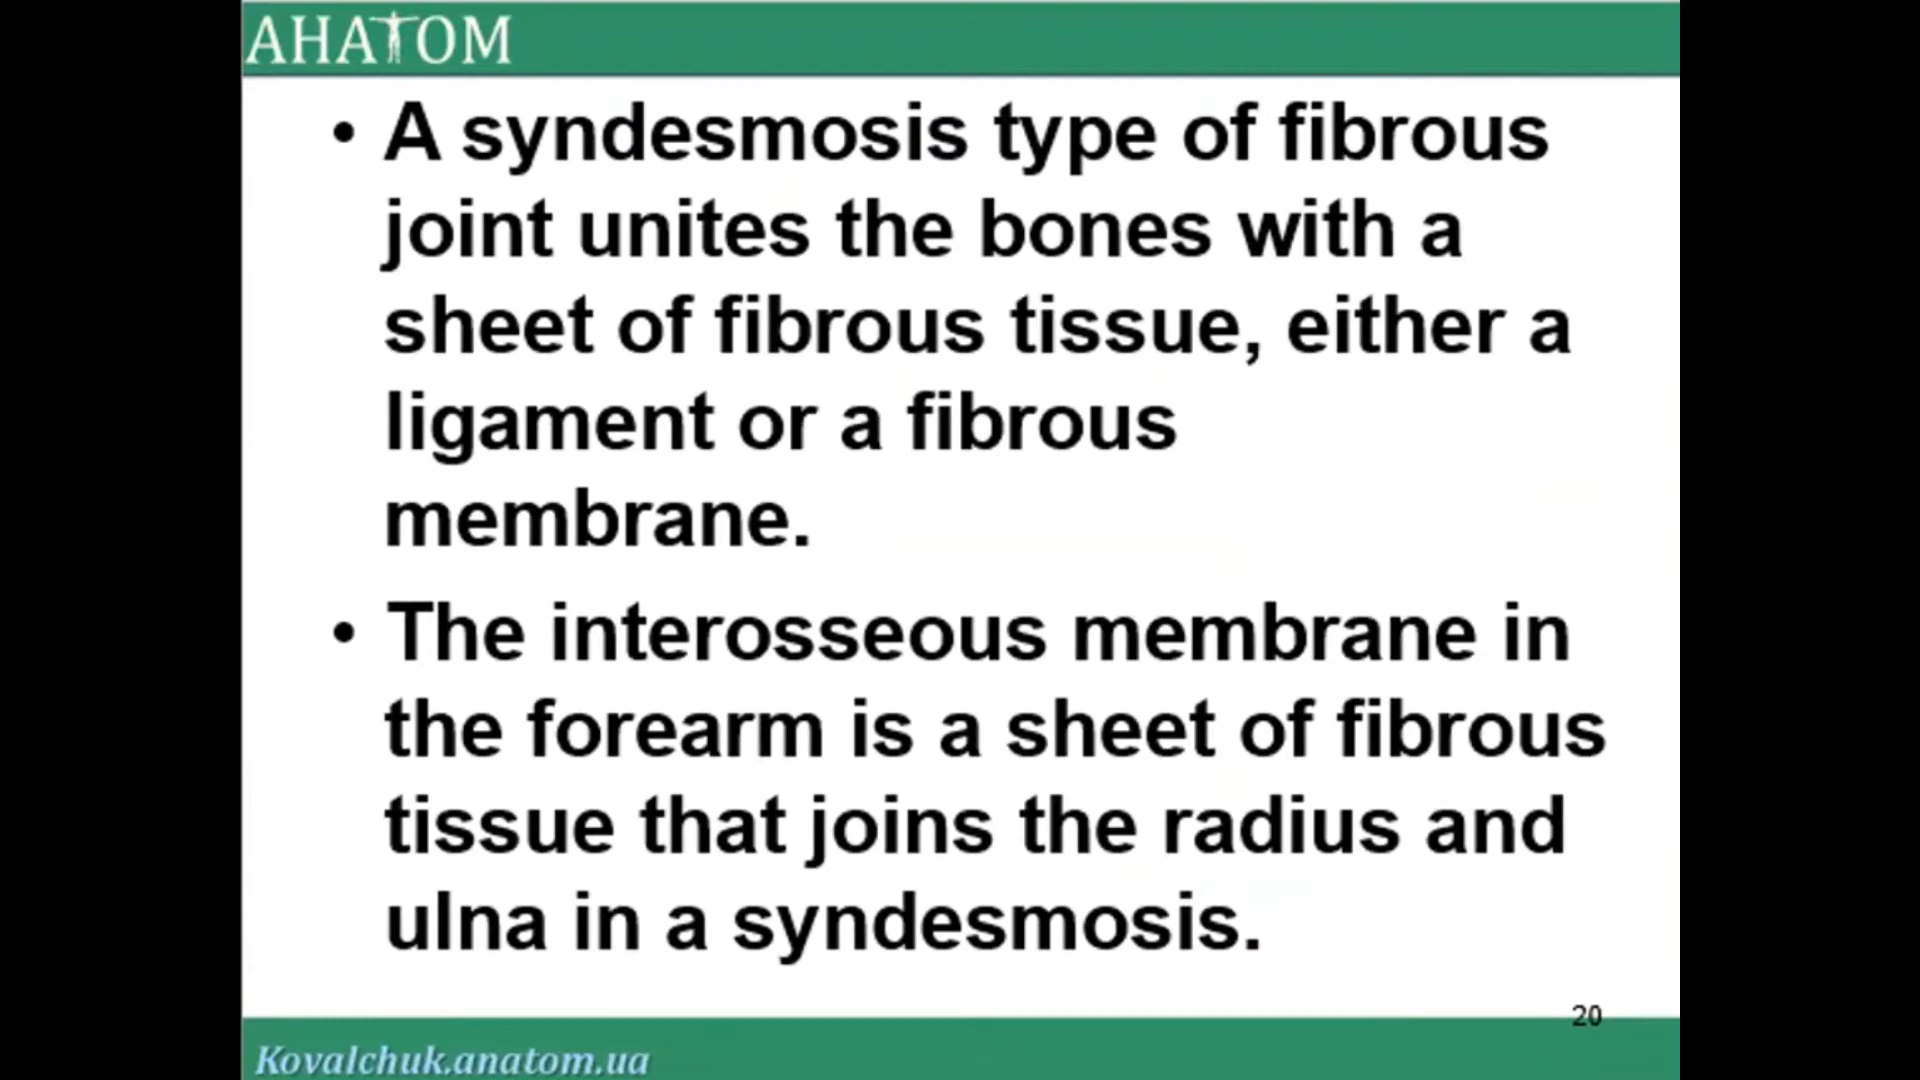 АНАТОМ
• A syndesmosis type of fibrous
joint unites the bones with a
sheet of fibrous tissue, either a
ligament or a fibrous
membrane.
• The interosseous membrane in
the forearm is a sheet of fibrous
tissue that joins the radius and
ulna in a syndesmosis.
20
Kovalchuk.anatom.ua